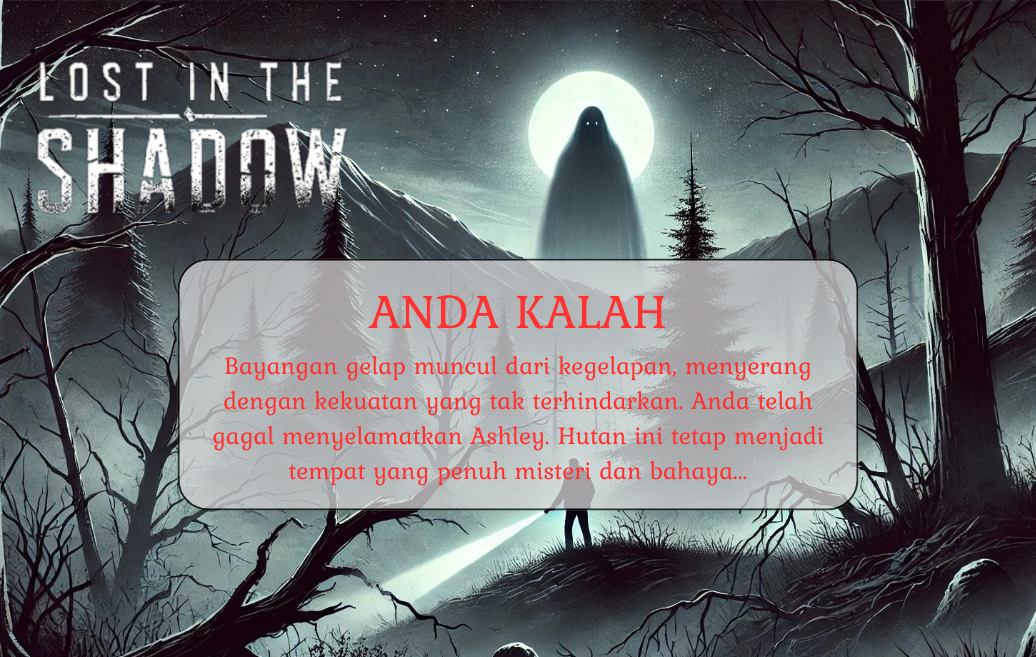 LOST IN THE
SHADOW
ANDA KALAH
Bayangan gelap muncul dari kegelapan, menyerang
dengan kekuatan yang tak terhindarkan. Anda telah
gagal menyelamatkan Ashley. Hutan ini tetap menjadi
tempat yang penuh misteri dan bahaya...